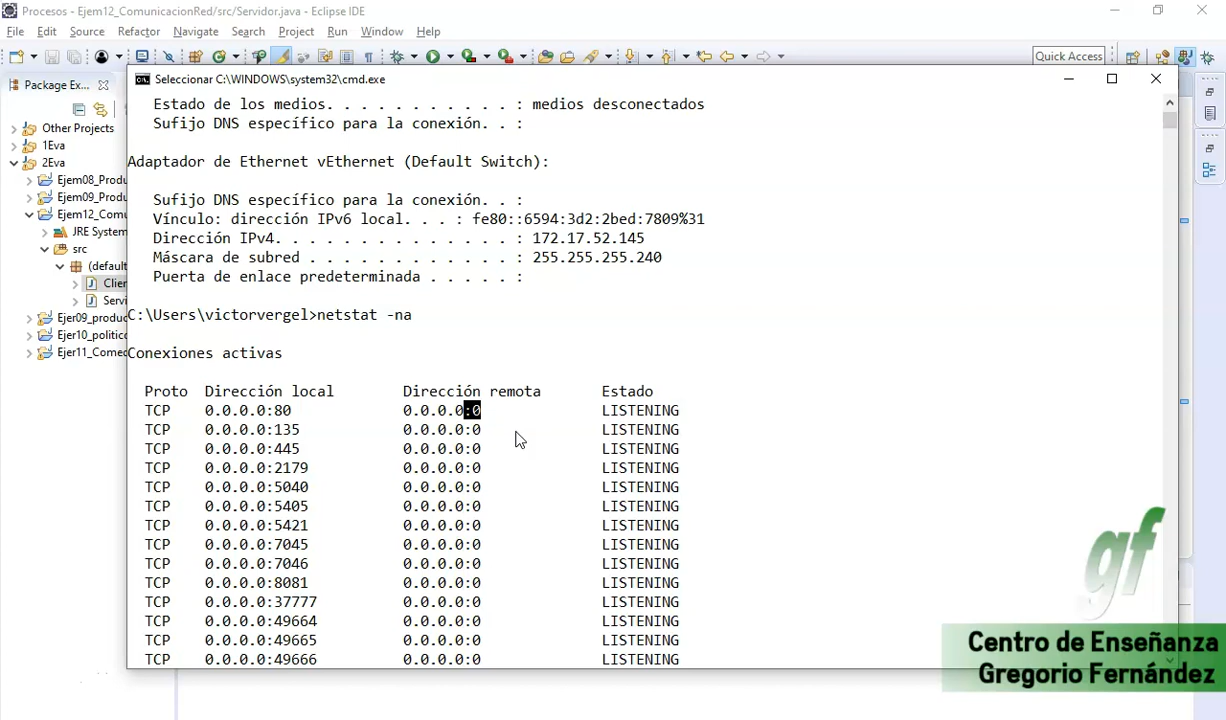 Procesos - Ejem12_ComunicacionRed/src/Servidor.java - Eclipse IDE
File Edit Source Refactor Navigate Search Project Run Window Help
Quick Access
Package Ex...
Other Projects
1Eva
2Eva
Ejem08_Produ
Ejem09_Produ
Ejem12_Comu
JRE System
src
(default
Clien
Servi
Ejer09_produc
Ejer10_politico
Ejer11_Comed
Seleccionar C:\WINDOWS\system32\cmd.exe
Estado de los medios. . . . . . . . . . . : medios desconectados
Sufijo DNS específico para la conexión. . :
Adaptador de Ethernet vEthernet (Default Switch):
Sufijo DNS específico para la conexión. . :
Vínculo: dirección IPv6 local. . . : fe80::6594:3d2:2bed:7809%31
Dirección IPv4. . . . . . . . . . . . . . : 172.17.52.145
Máscara de subred . . . . . . . . . . . . : 255.255.255.240
Puerta de enlace predeterminada . . . . . :
C:\Users\victorvergel>netstat -na
Conexiones activas
Proto Dirección local Dirección remota Estado
TCP 0.0.0.0:80 0.0.0.0:0 LISTENING
TCP 0.0.0.0:135 0.0.0.0:0 LISTENING
TCP 0.0.0.0:445 0.0.0.0:0 LISTENING
TCP 0.0.0.0:2179 0.0.0.0:0 LISTENING
TCP 0.0.0.0:5040 0.0.0.0:0 LISTENING
TCP 0.0.0.0:5405 0.0.0.0:0 LISTENING
TCP 0.0.0.0:5421 0.0.0.0:0 LISTENING
TCP 0.0.0.0:7045 0.0.0.0:0 LISTENING
TCP 0.0.0.0:7046 0.0.0.0:0 LISTENING
TCP 0.0.0.0:8081 0.0.0.0:0 LISTENING
TCP 0.0.0.0:37777 0.0.0.0:0 LISTENING
TCP 0.0.0.0:49664 0.0.0.0:0 LISTENING
TCP 0.0.0.0:49665 0.0.0.0:0 LISTENING
TCP 0.0.0.0:49666 0.0.0.0:0 LISTENING
gf
Centro de Enseñanza
Gregorio Fernández